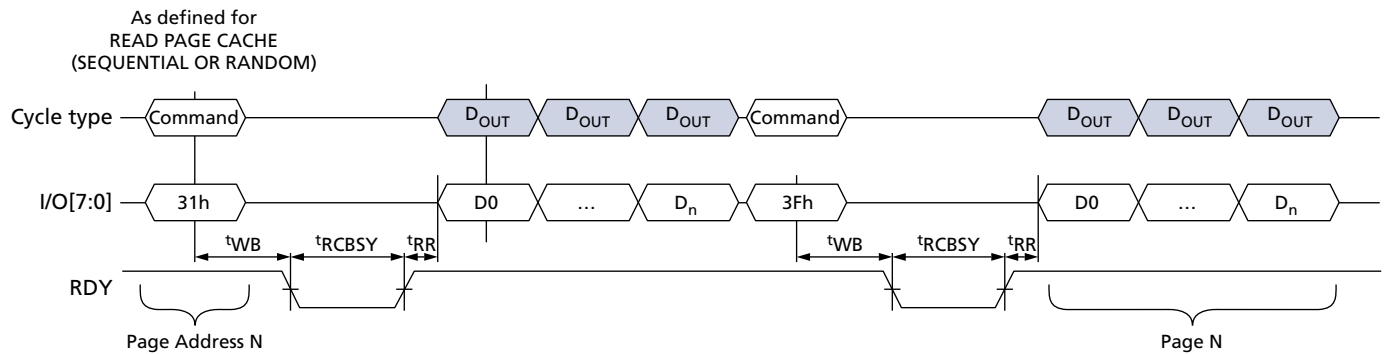 As defined for
READ PAGE CACHE
(SEQUENTIAL OR RANDOM)
Cycle type Command DOUT DOUT DOUT Command DOUT DOUT DOUT
I/O[7:0] 31h D0 … Dn 3Fh D0 … Dn
tWB tRCBSY tRR tWB tRCBSY tRR
RDY
Page Address N Page N